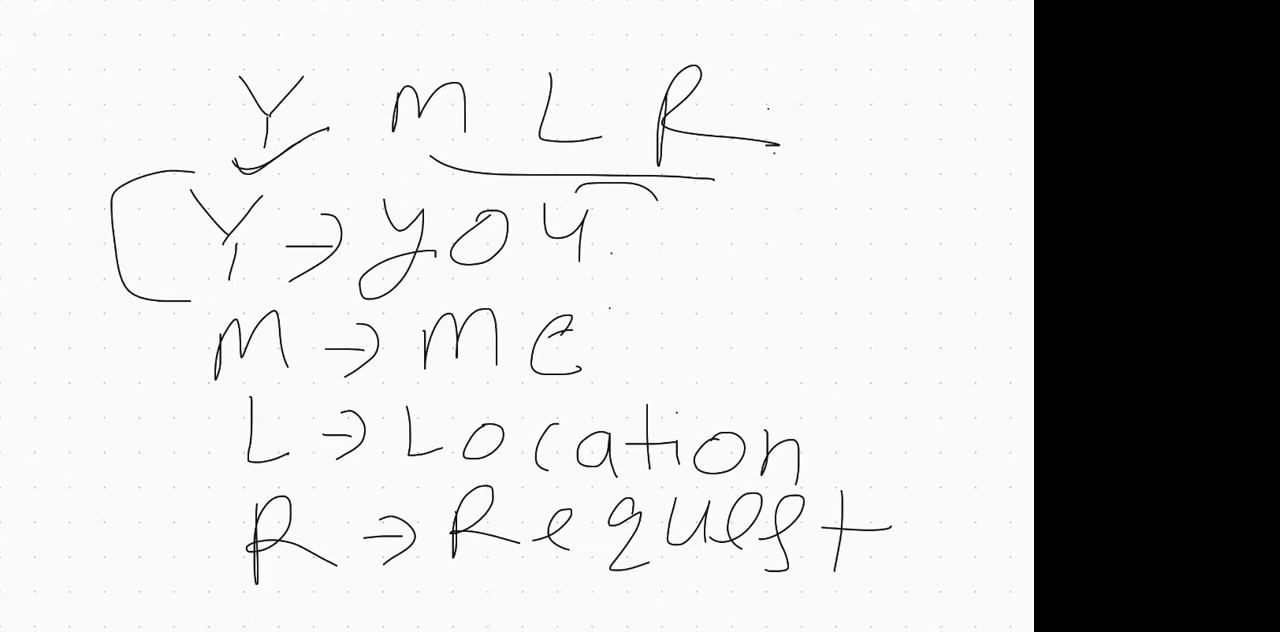 Y M L R
Y → you
M → Me
L → Location
R → Request